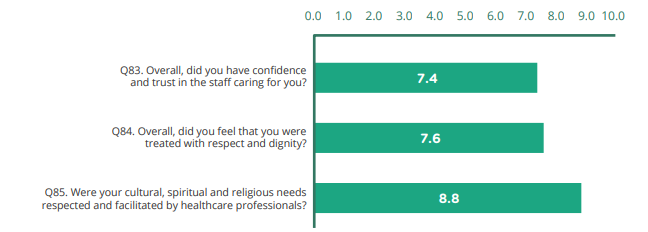 0.0 1.0 2.0 3.0 4.0 5.0 6.0 7.0 8.0 9.0 10.0
Q83. Overall, did you have confidence
and trust in the staff caring for you?
7.4
Q84. Overall, did you feel that you were
treated with respect and dignity?
7.6
Q85. Were your cultural, spiritual and religious needs
respected and facilitated by healthcare professionals?
8.8